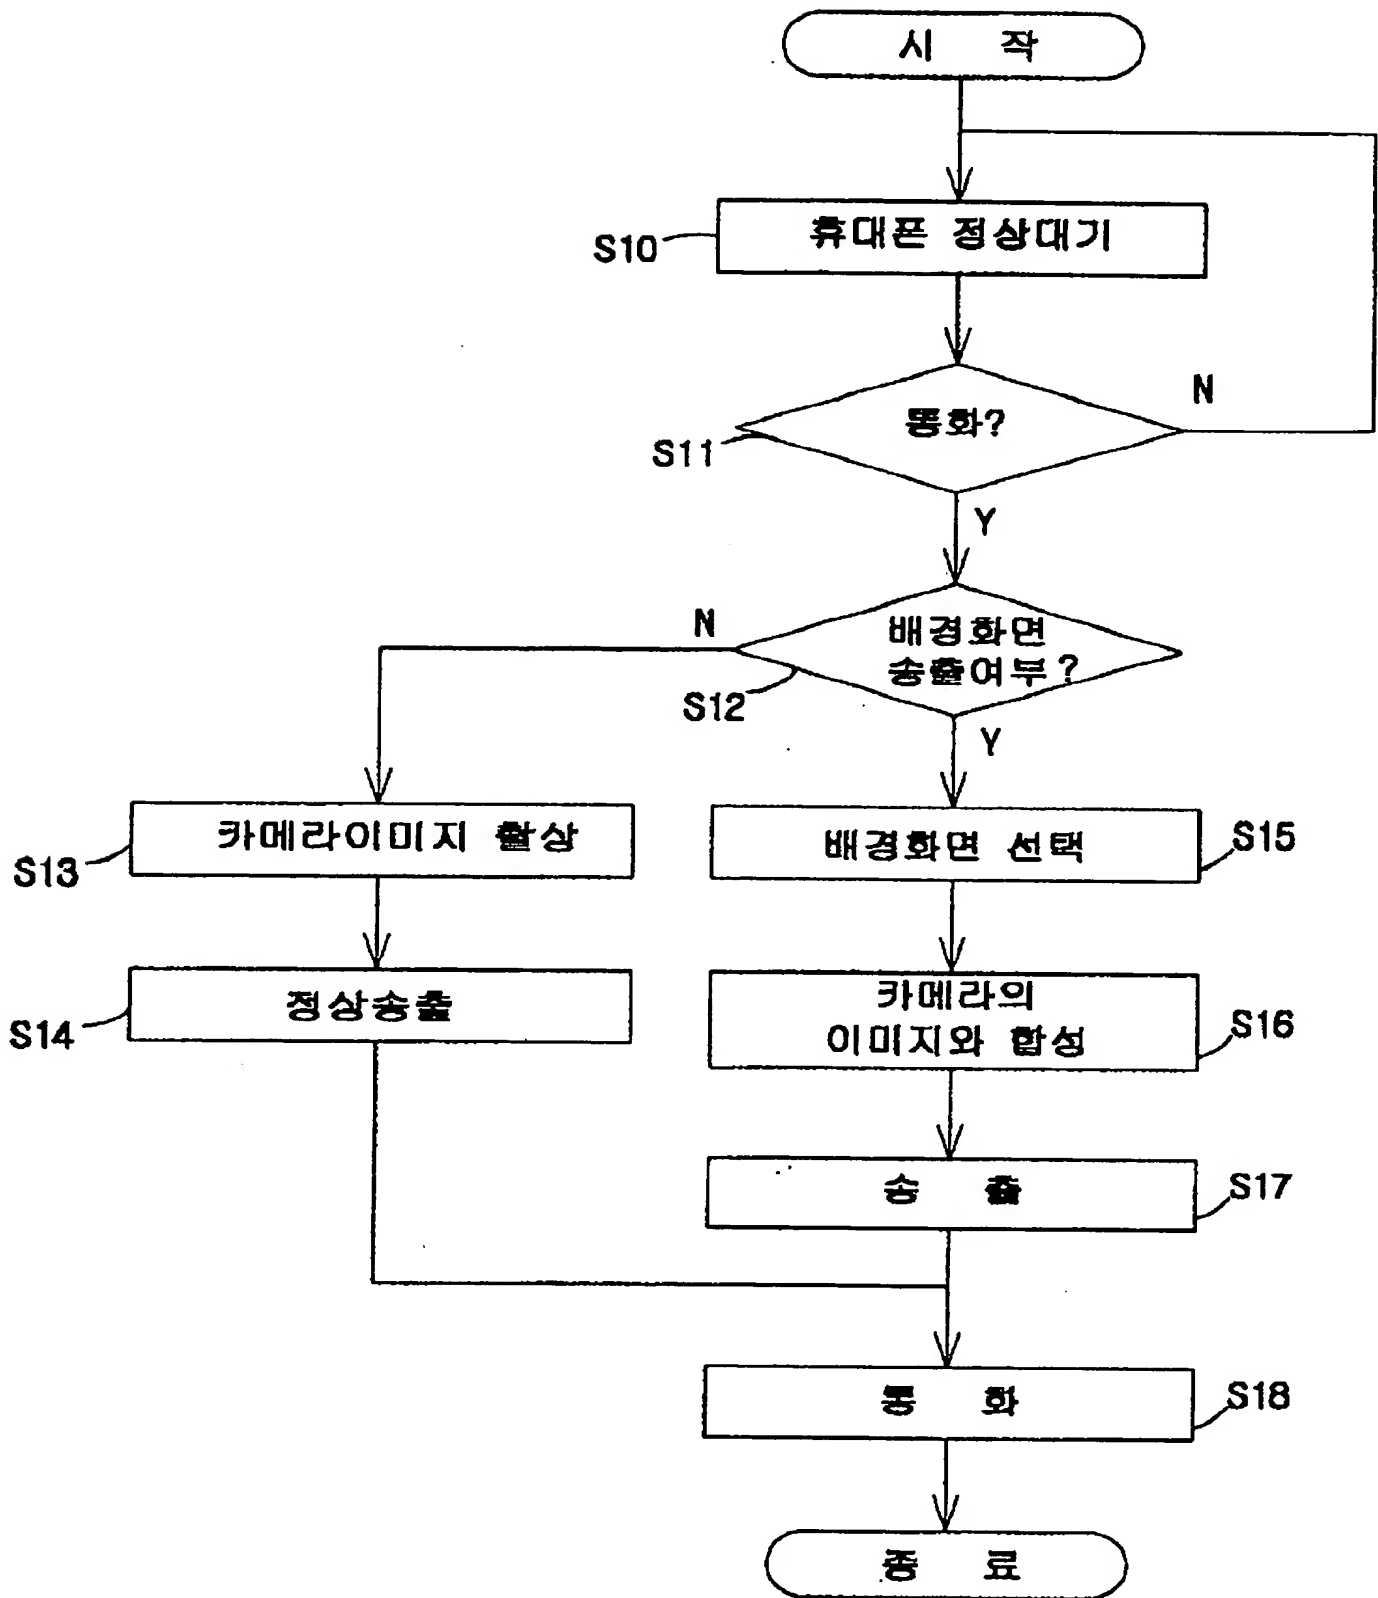 시 작
S10
휴대폰 정상대기
S11
통화?
N
Y
N
S12
배경화면
송출여부?
Y
S13
카메라이미지 촬상
S15
배경화면 선택
S14
정상송출
S16
카메라의
이미지와 합성
S17
송 출
S18
통 화
종 료